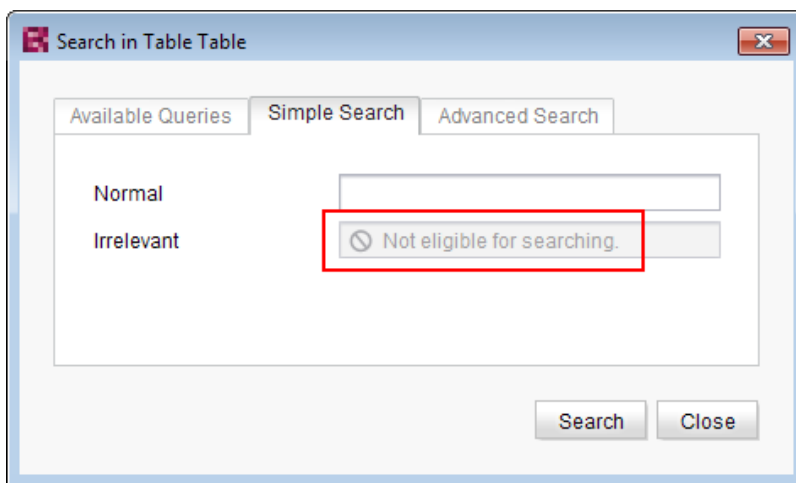 Search in Table Table
Available Queries Simple Search Advanced Search
Normal
Irrelevant Not eligible for searching.
Search Close